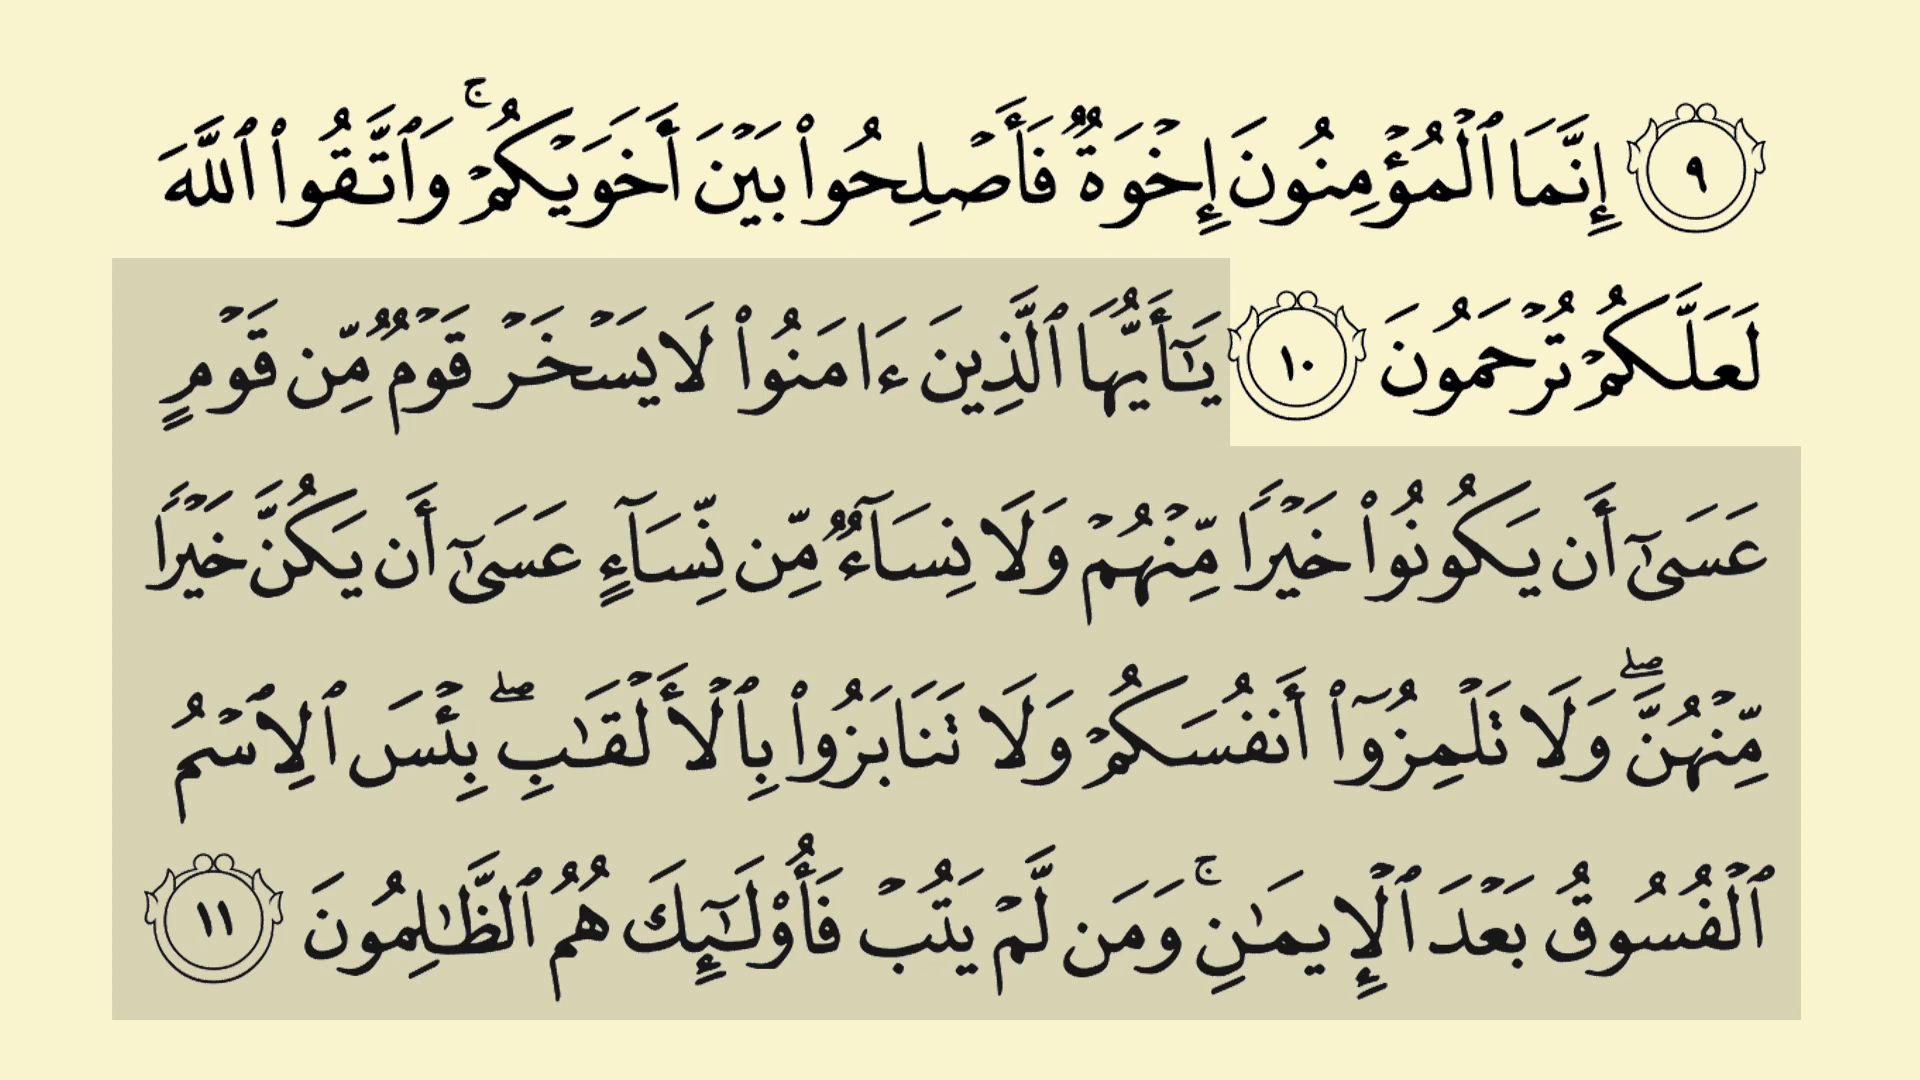 ٩ إِنَّمَا ٱلْمُؤْمِنُونَ إِخْوَةٌ فَأَصْلِحُوا۟ بَيْنَ أَخَوَيْكُمْ ۚ وَٱتَّقُوا۟ ٱللَّهَ
لَعَلَّكُمْ تُرْحَمُونَ ١٠ يَـٰٓأَيُّهَا ٱلَّذِينَ ءَامَنُوا۟ لَا يَسْخَرْ قَوْمٌ مِّن قَوْمٍ
عَسَىٰٓ أَن يَكُونُوا۟ خَيْرًا مِّنْهُمْ وَلَا نِسَآءٌ مِّن نِّسَآءٍ عَسَىٰٓ أَن يَكُنَّ خَيْرًا
مِّنْهُنَّ ۖ وَلَا تَلْمِزُوٓا۟ أَنفُسَكُمْ وَلَا تَنَابَزُوا۟ بِٱلْأَلْقَـٰبِ ۖ بِئْسَ ٱلِٱسْمُ
ٱلْفُسُوقُ بَعْدَ ٱلْإِيمَـٰنِ ۚ وَمَن لَّمْ يَتُبْ فَأُو۟لَـٰٓئِكَ هُمُ ٱلظَّـٰلِمُونَ ١١